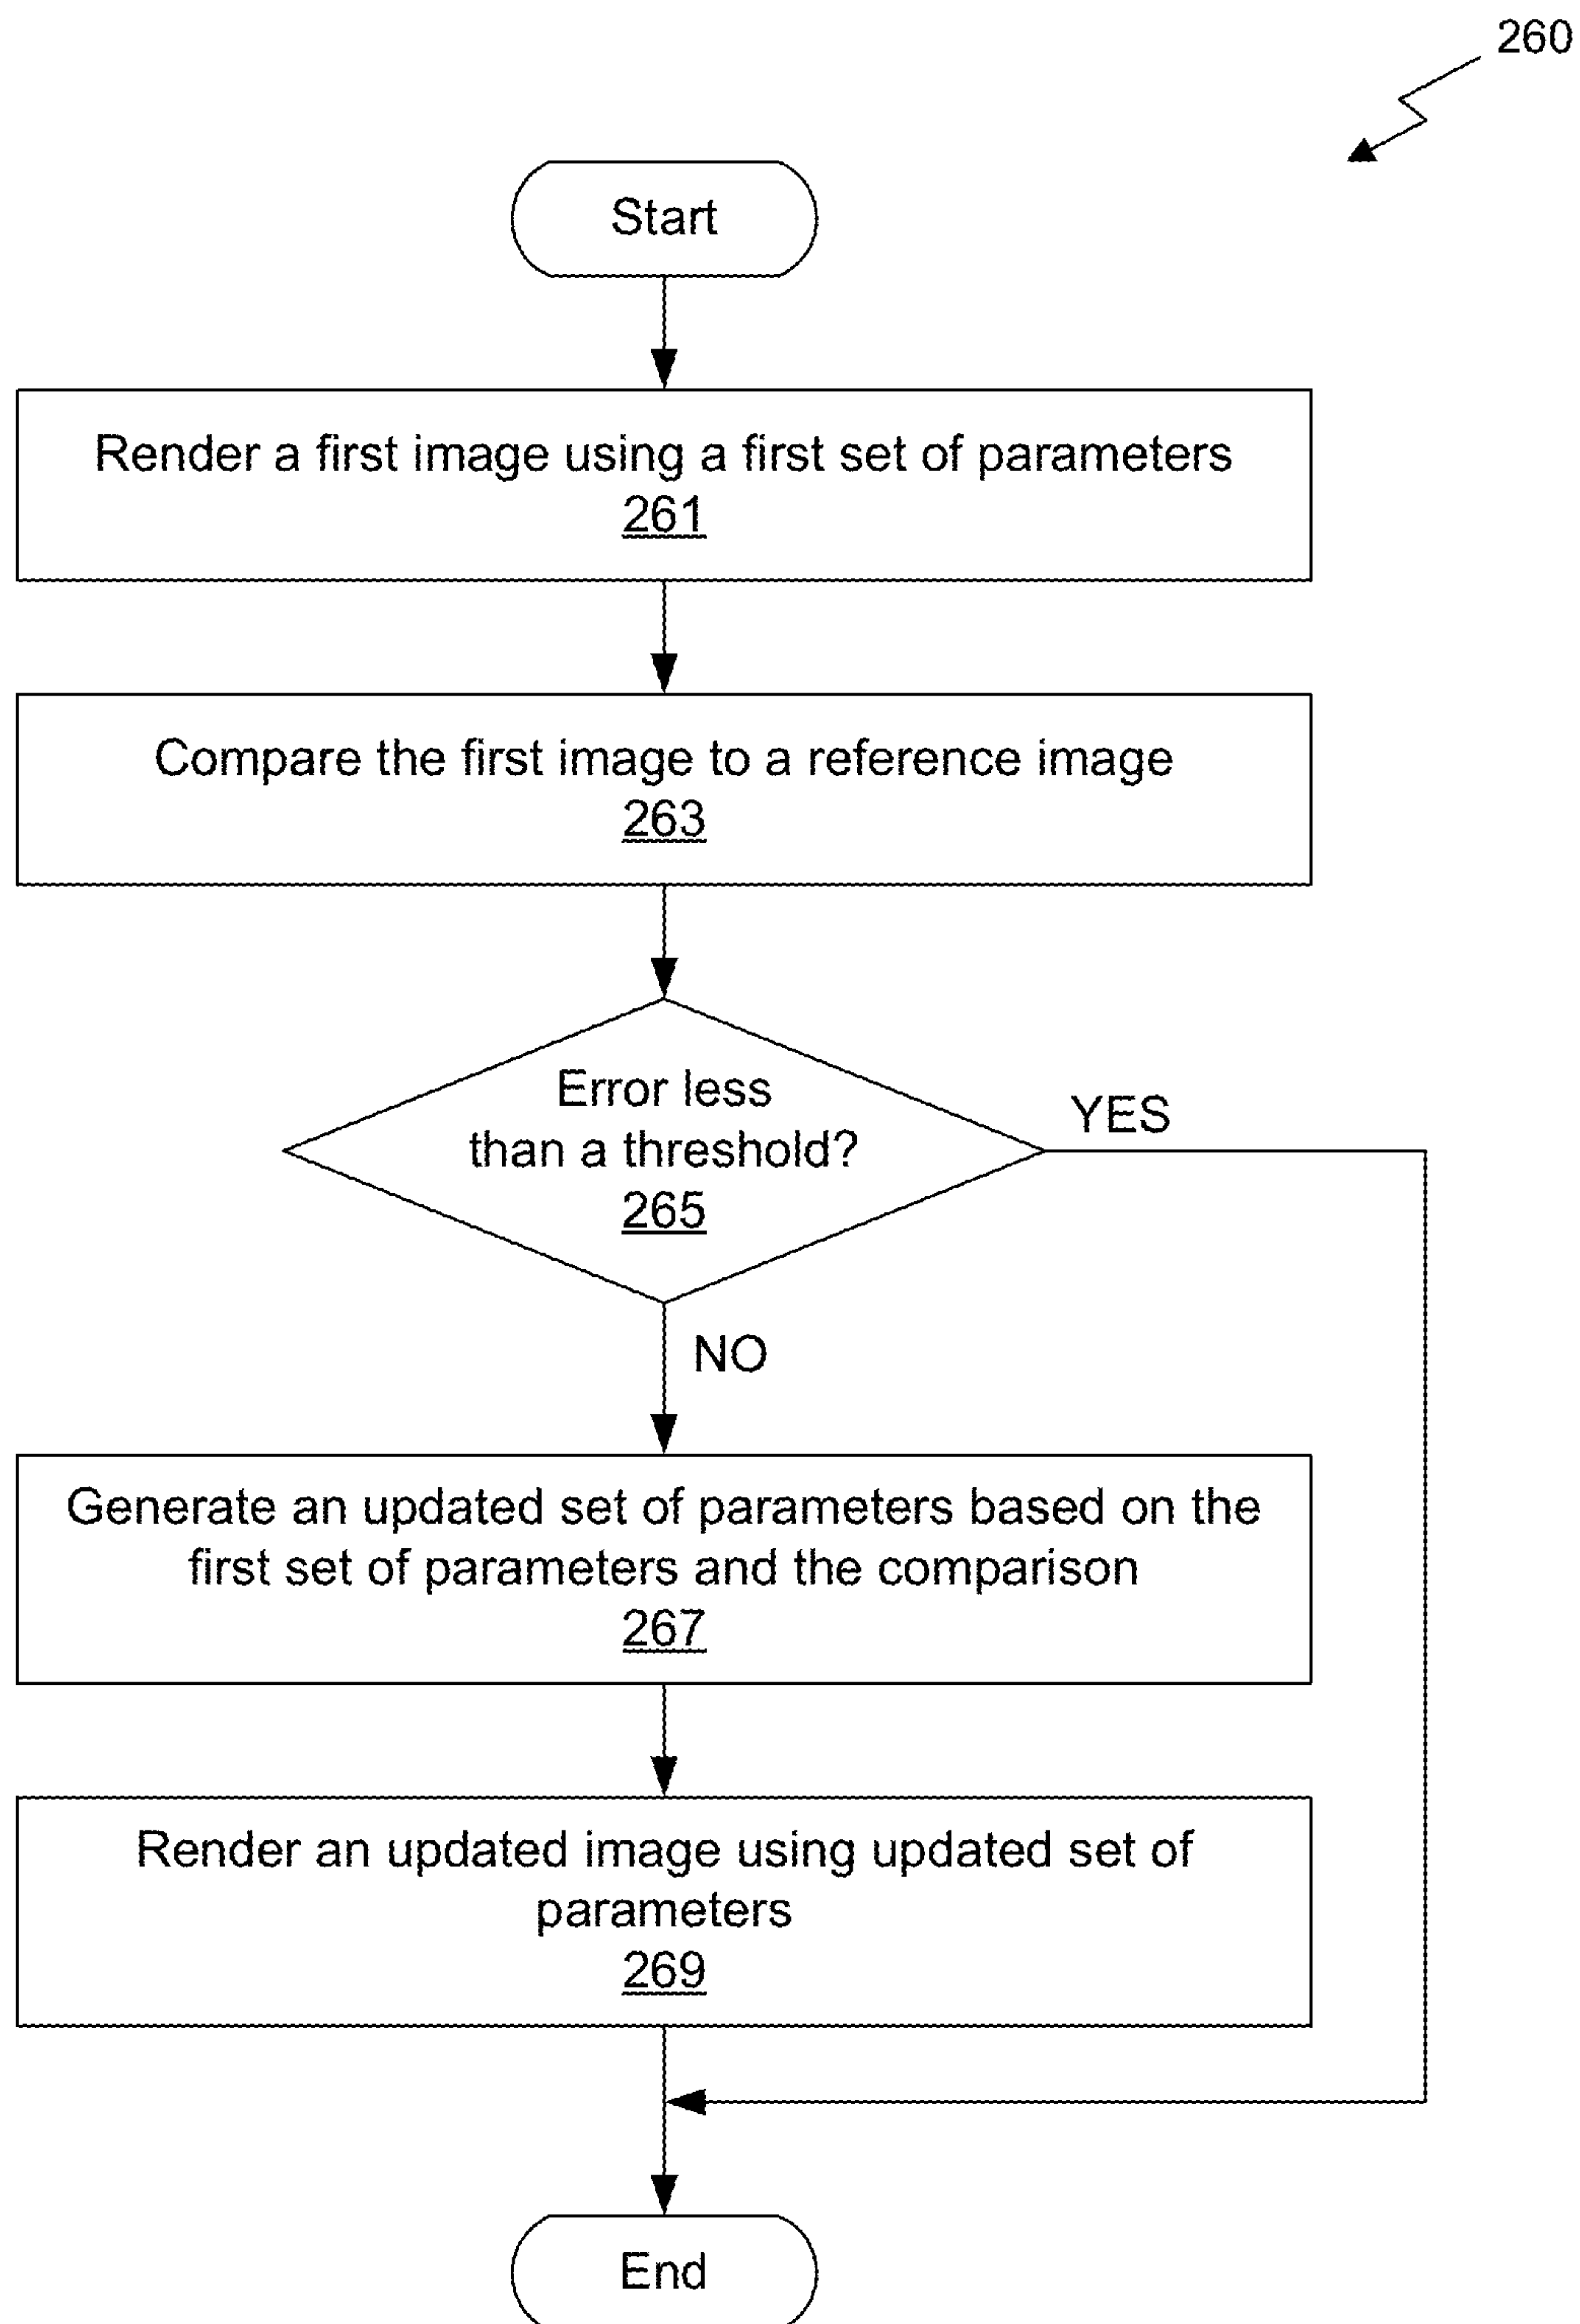 260
Start
Render a first image using a first set of parameters
261
Compare the first image to a reference image
263
Error less
than a threshold?
265
YES
NO
Generate an updated set of parameters based on the
first set of parameters and the comparison
267
Render an updated image using updated set of
parameters
269
End